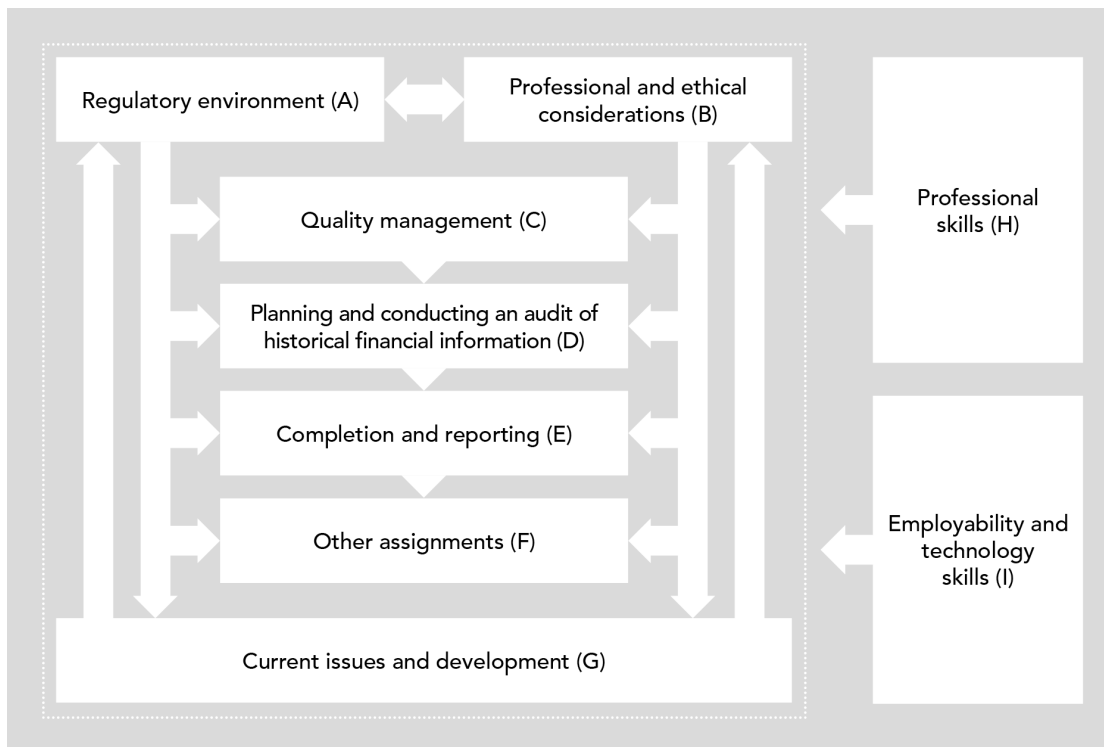 Regulatory environment (A)
Professional and ethical
considerations (B)
Quality management (C)
Planning and conducting an audit of
historical financial information (D)
Completion and reporting (E)
Other assignments (F)
Current issues and development (G)
Professional
skills (H)
Employability and
technology
skills (I)